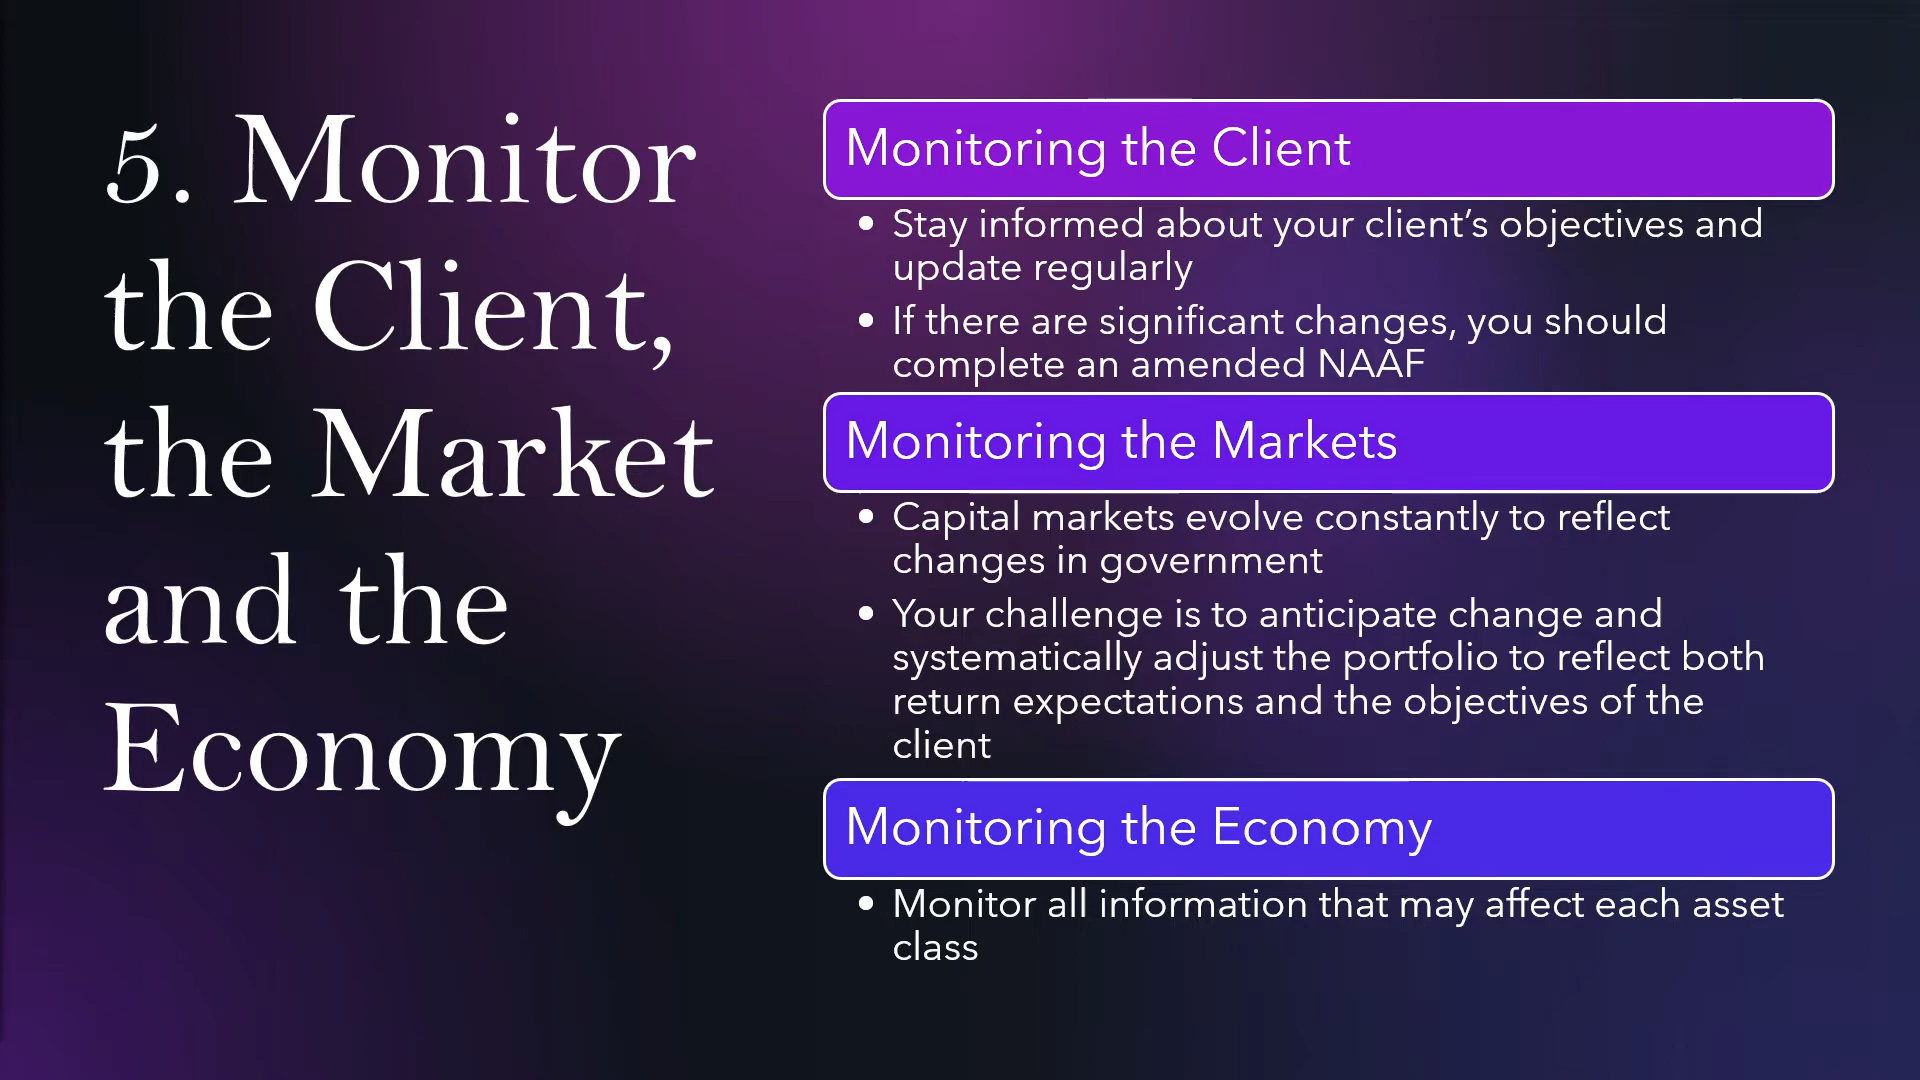 5. Monitor
the Client,
the Market
and the
Economy
Monitoring the Client
• Stay informed about your client’s objectives and
update regularly
• If there are significant changes, you should
complete an amended NAAF
Monitoring the Markets
• Capital markets evolve constantly to reflect
changes in government
• Your challenge is to anticipate change and
systematically adjust the portfolio to reflect both
return expectations and the objectives of the
client
Monitoring the Economy
• Monitor all information that may affect each asset
class